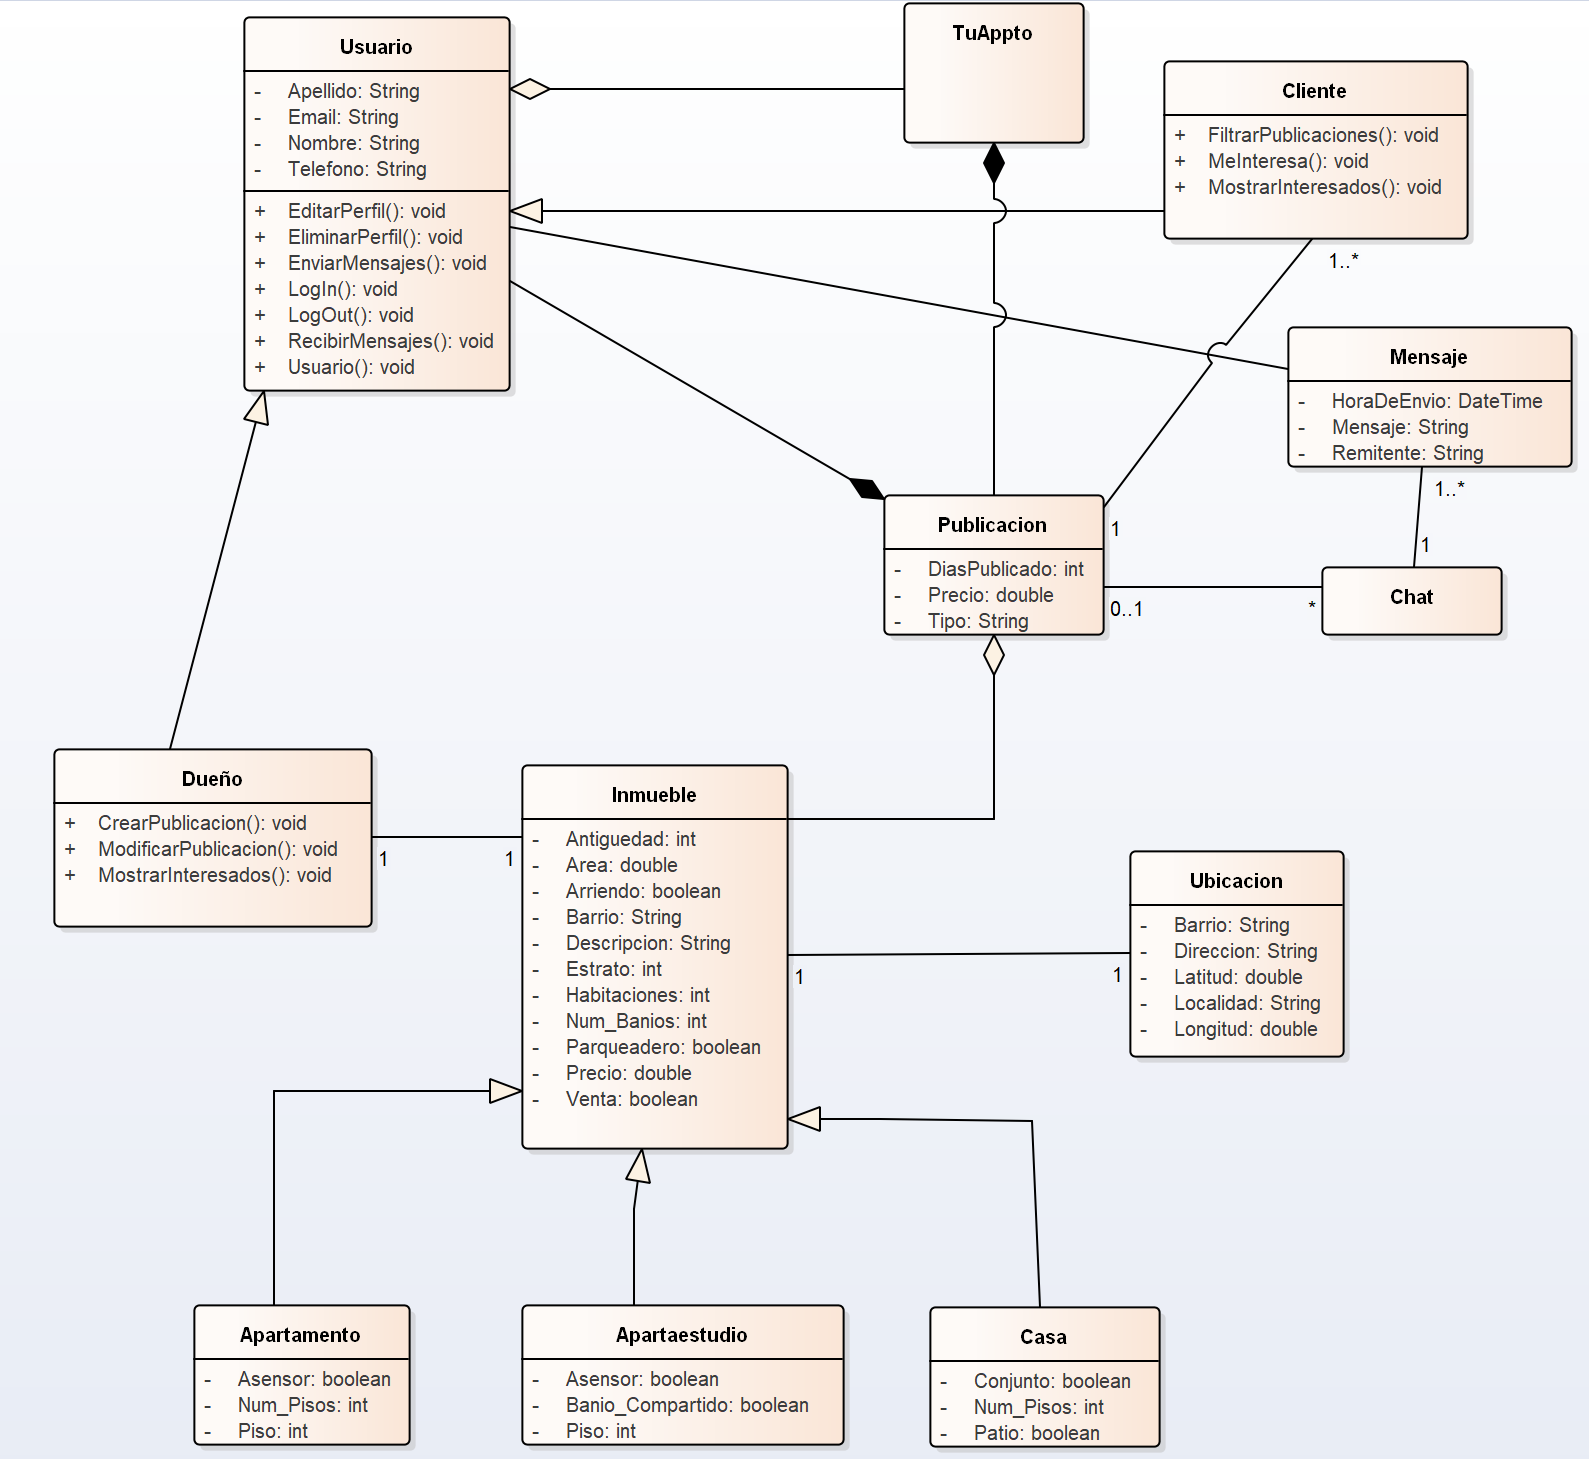 Usuario
- Apellido: String
- Email: String
- Nombre: String
- Telefono: String
+ EditarPerfil(): void
+ EliminarPerfil(): void
+ EnviarMensajes(): void
+ LogIn(): void
+ LogOut(): void
+ RecibirMensajes(): void
+ Usuario(): void
TuAppto
Cliente
+ FiltrarPublicaciones(): void
+ MeInteresa(): void
+ MostrarInteresados(): void
1..*
Mensaje
- HoraDeEnvio: DateTime
- Mensaje: String
- Remitente: String
1..*
1
Publicacion
- DiasPublicado: int
- Precio: double
- Tipo: String
1
0..1
*
Chat
Dueño
+ CrearPublicacion(): void
+ ModificarPublicacion(): void
+ MostrarInteresados(): void
1
1
Inmueble
- Antiguedad: int
- Area: double
- Arriendo: boolean
- Barrio: String
- Descripcion: String
- Estrato: int
- Habitaciones: int
- Num_Banios: int
- Parqueadero: boolean
- Precio: double
- Venta: boolean
1
1
Ubicacion
- Barrio: String
- Direccion: String
- Latitud: double
- Localidad: String
- Longitud: double
Apartamento
- Asensor: boolean
- Num_Pisos: int
- Piso: int
Apartaestudio
- Asensor: boolean
- Banio_Compartido: boolean
- Piso: int
Casa
- Conjunto: boolean
- Num_Pisos: int
- Patio: boolean